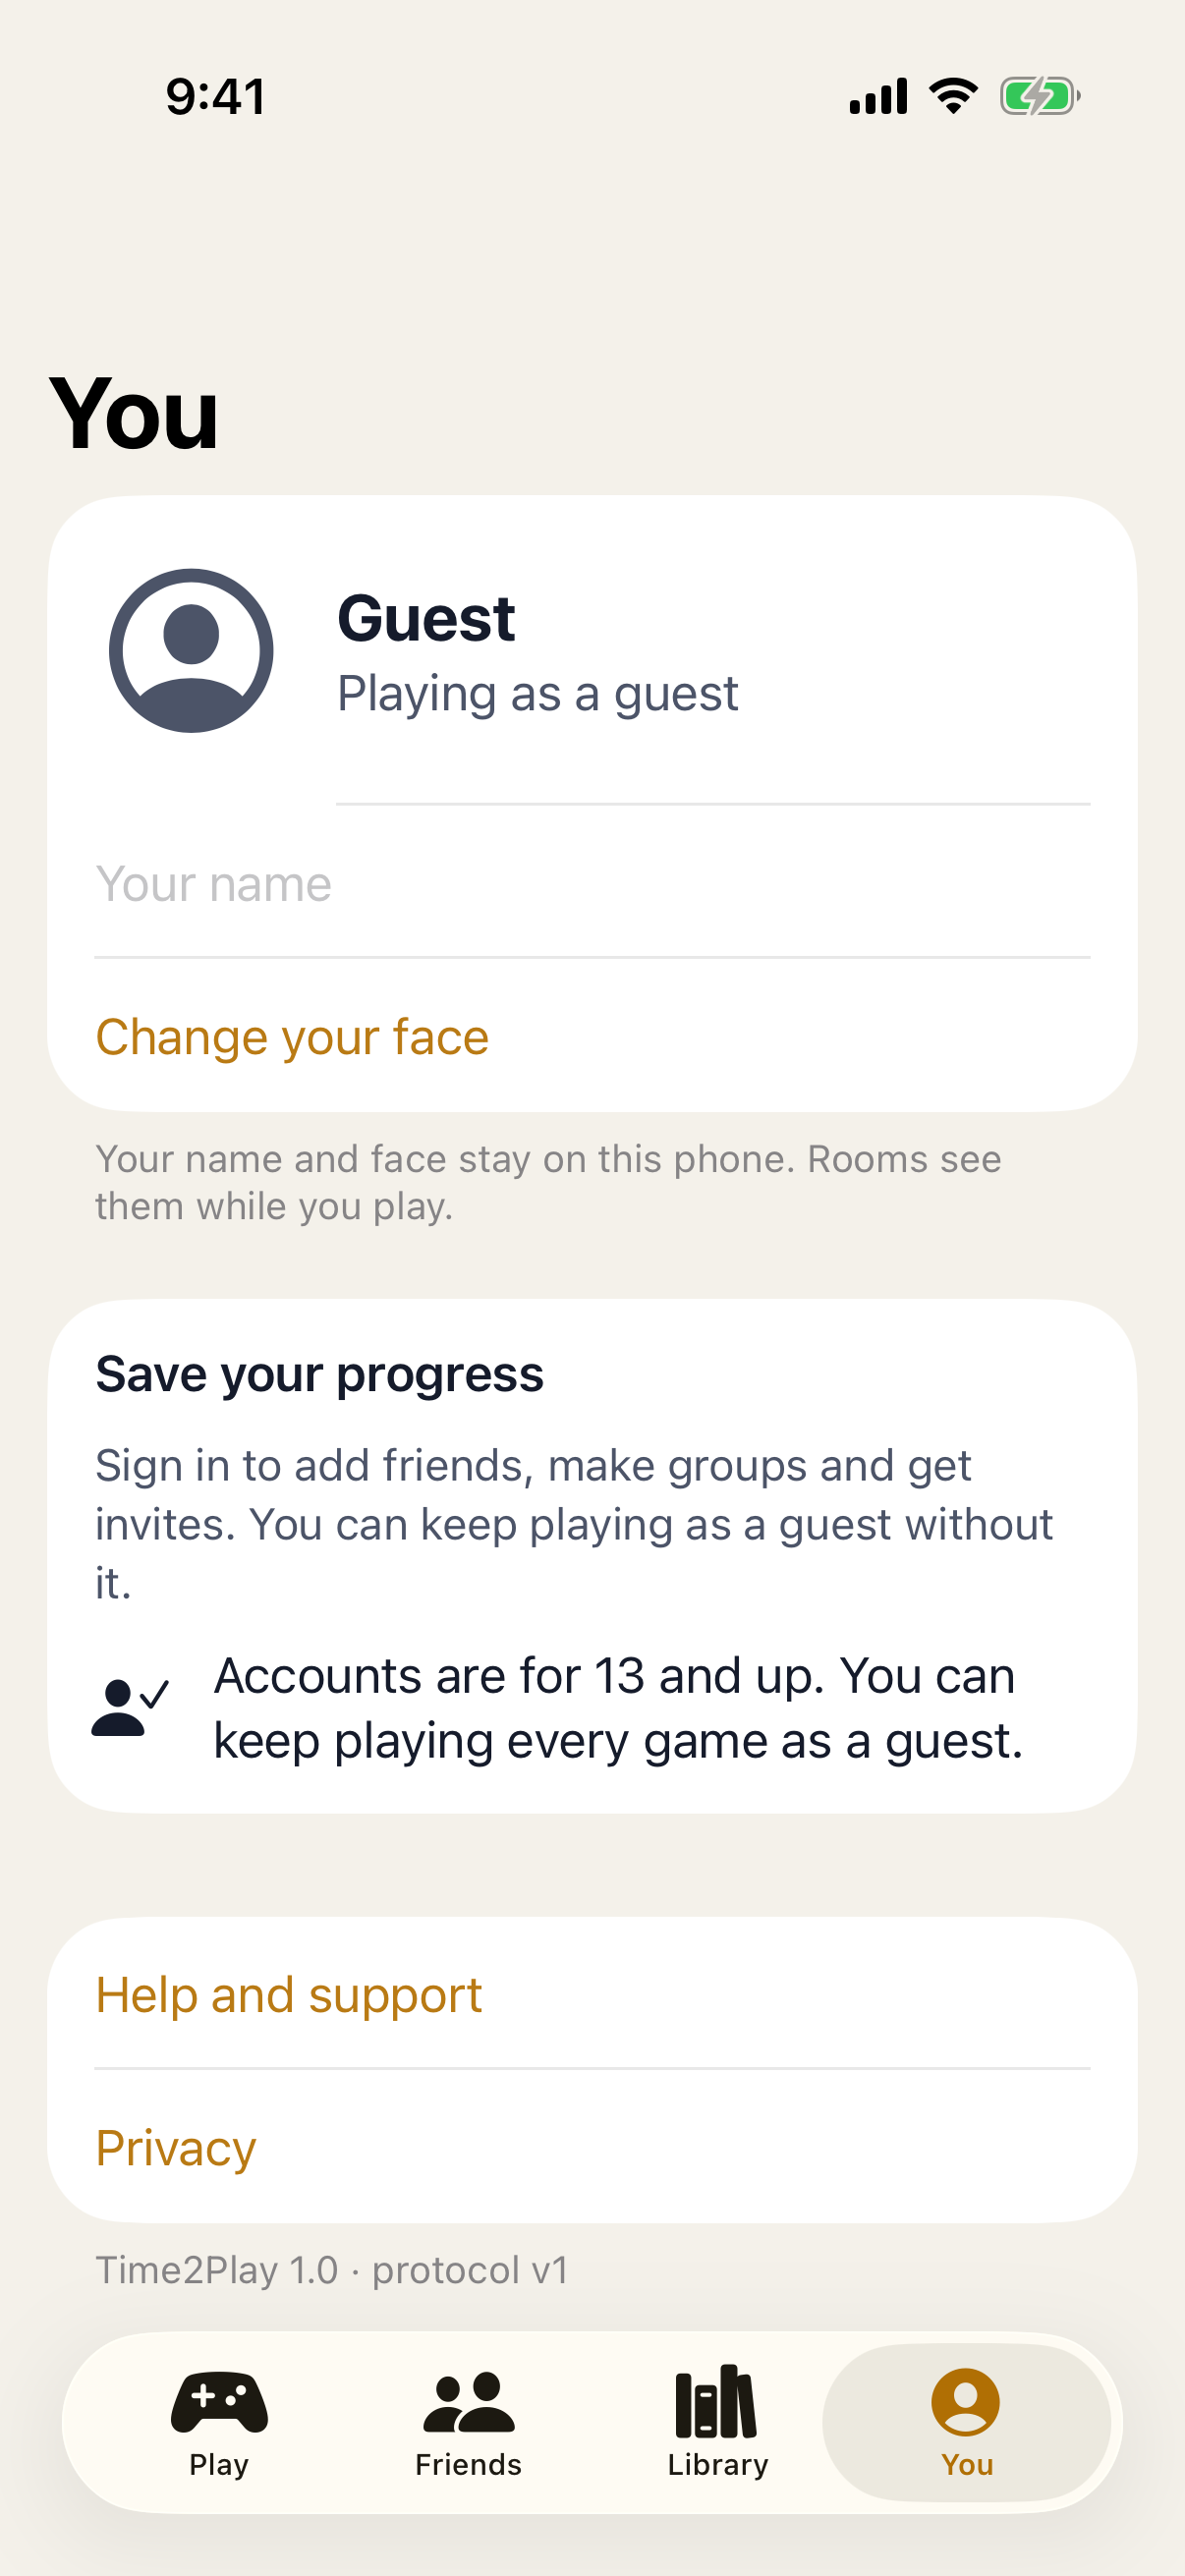 9:41
You
Guest
Playing as a guest
Your name
Change your face
Your name and face stay on this phone. Rooms see
them while you play.
Save your progress
Sign in to add friends, make groups and get
invites. You can keep playing as a guest without
it.
Accounts are for 13 and up. You can
keep playing every game as a guest.
Help and support
Privacy
Time2Play 1.0 · protocol v1
Play
Friends
Library
You